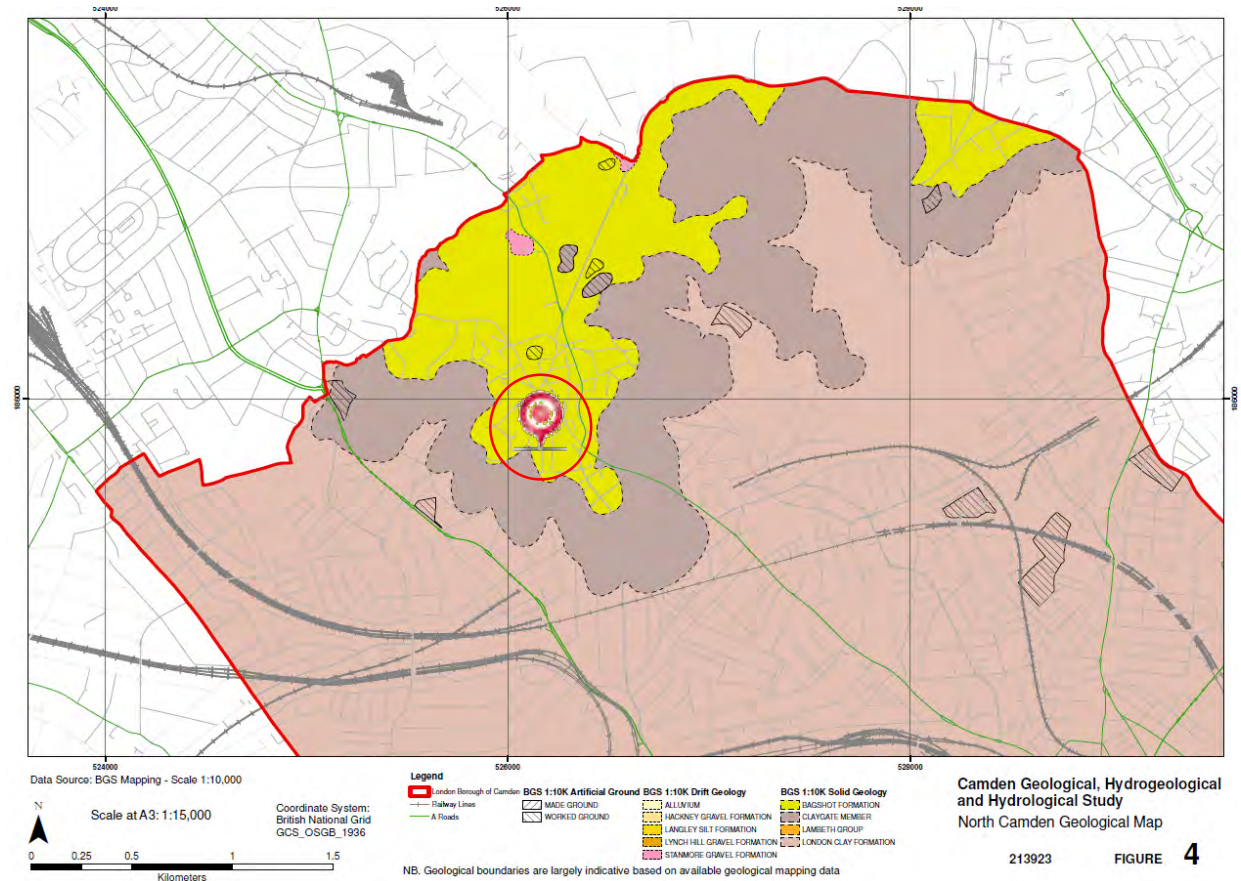 524000
526000
528000
186000
186000
524000
526000
528000
Data Source: BGS Mapping - Scale 1:10,000
N
Scale at A3: 1:15,000
Coordinate System:
British National Grid
GCS_OSGB_1936
0 0.25 0.5 1 1.5
Kilometers
Legend
London Borough of Camden
Railway Lines
A Roads
BGS 1:10K Artificial Ground
MADE GROUND
WORKED GROUND
BGS 1:10K Drift Geology
ALLUVIUM
HACKNEY GRAVEL FORMATION
LANGLEY SILT FORMATION
LYNCH HILL GRAVEL FORMATION
STANMORE GRAVEL FORMATION
BGS 1:10K Solid Geology
BAGSHOT FORMATION
CLAYGATE MEMBER
LAMBETH GROUP
LONDON CLAY FORMATION
NB. Geological boundaries are largely indicative based on available geological mapping data
Camden Geological, Hydrogeological
and Hydrological Study
North Camden Geological Map
213923 FIGURE 4